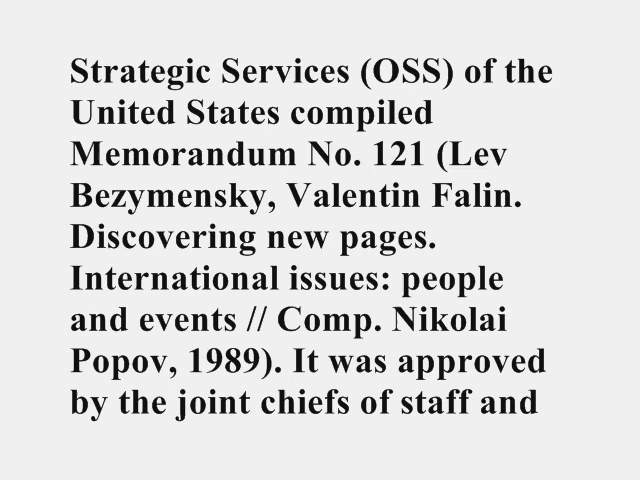 Strategic Services (OSS) of the
United States compiled
Memorandum No. 121 (Lev
Bezymensky, Valentin Falin.
Discovering new pages.
International issues: people
and events // Comp. Nikolai
Popov, 1989). It was approved
by the joint chiefs of staff and